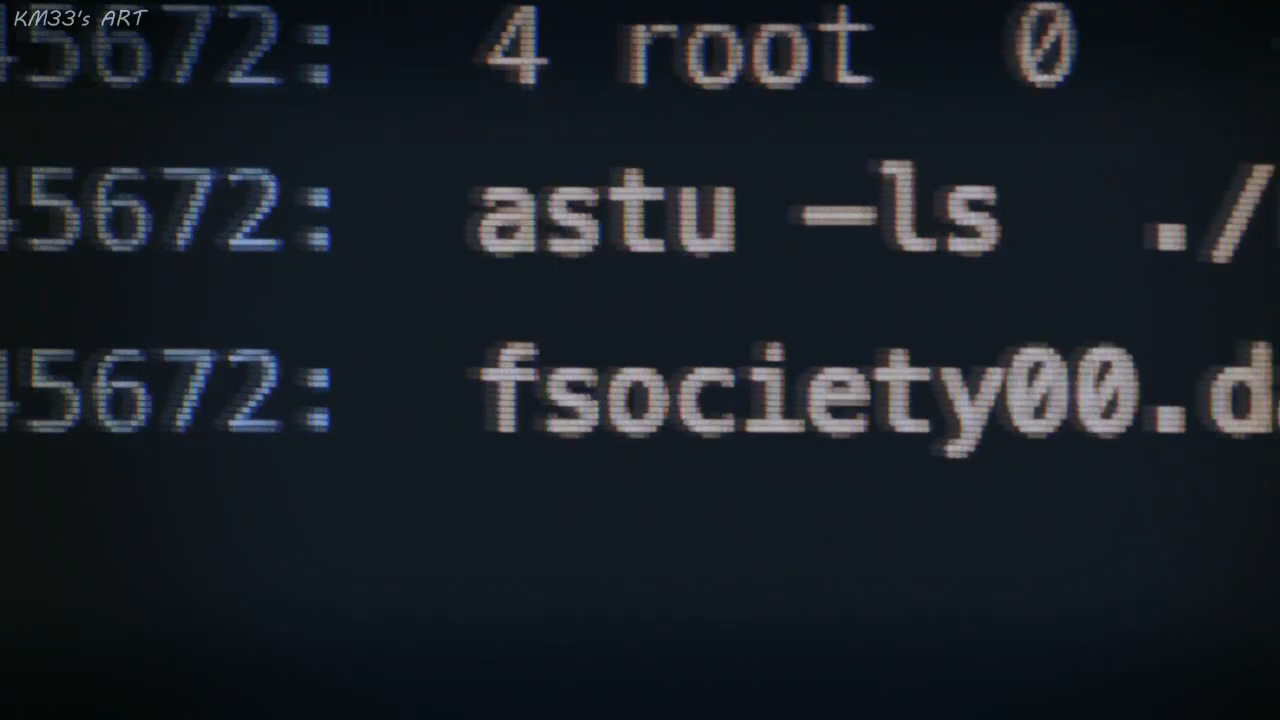 KM33's ART
45672: 4 root 0
45672: astu –ls ./
45672: fsociety00.d